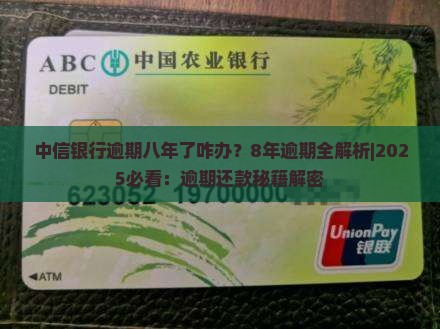 ABC 中国农业银行
DEBIT
中信银行逾期八年了咋办？8年逾期全解析|202
5必看：逾期还款秘籍解密
623052 19700000
UnionPay
银联
◄ATM